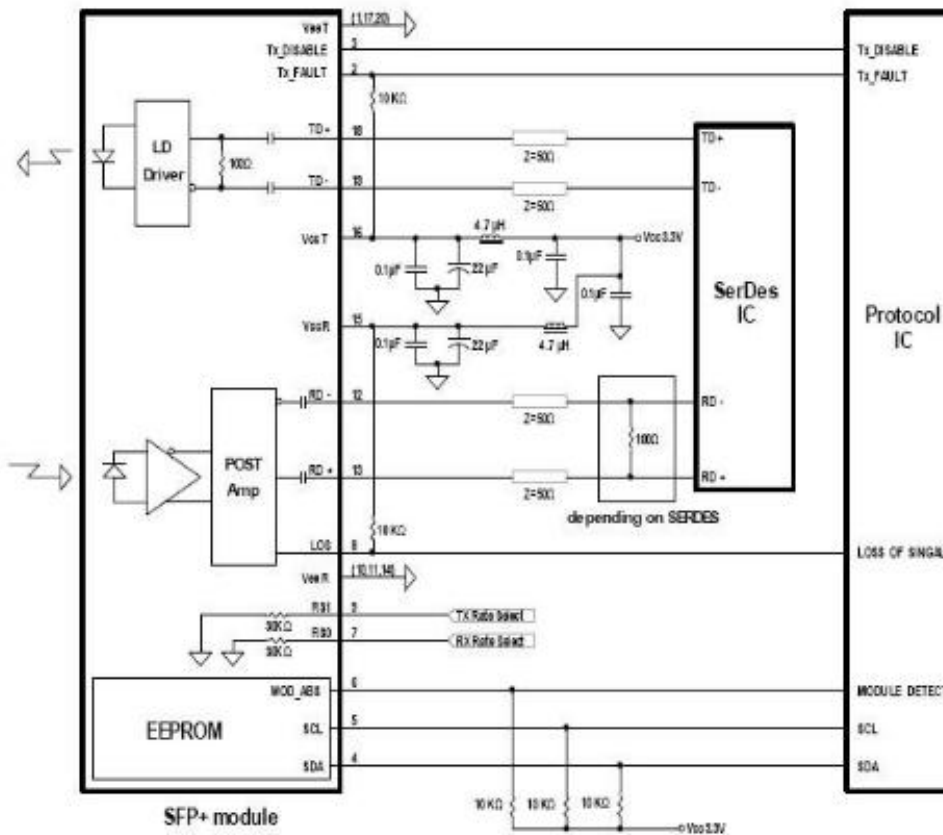 VeeT (1,17,20)
Tx_DISABLE 3 Tx_DISABLE
Tx_FAULT 2 Tx_FAULT
10 KΩ
LD
Driver
100Ω
TD+ 18 TD+
Z=50Ω
TD- 19 TD-
Z=50Ω
VccT 16
4.7 µH
Vcc3.3V
0.1µF
22 µF
0.1µF
0.1µF
SerDes
IC
Protocol
IC
VccR 15
0.1µF
22 µF
4.7 µH
RD - 12 RD -
Z=50Ω
100Ω
POST
Amp
RD + 13 RD +
Z=50Ω
depending on SERDES
10 KΩ
LOS 8 LOSS OF SINGAL
VeeR (10,11,14)
RS1 9 TX Rate Select
30KΩ
RS0 7 RX Rate Select
30KΩ
MOD_ABS 6 MODULE DETECT
EEPROM
SCL 5 SCL
SDA 4 SDA
10 KΩ 10 KΩ 10 KΩ
Vcc3.3V
SFP+ module